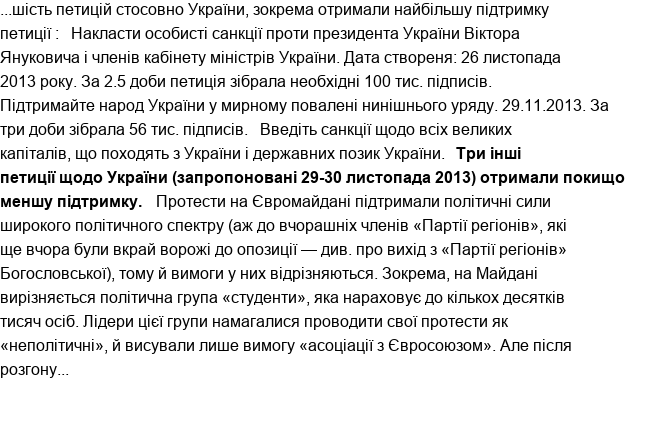 ...шість петицій стосовно України, зокрема отримали найбільшу підтримку
петиції :   Накласти особисті санкції проти президента України Віктора
Януковича і членів кабінету міністрів України. Дата створеня: 26 листопада
2013 року. За 2.5 доби петиція зібрала необхідні 100 тис. підписів.
Підтримайте народ України у мирному повалені нинішнього уряду. 29.11.2013. За
три доби зібрала 56 тис. підписів.   Введіть санкції щодо всіх великих
капіталів, що походять з України і державних позик України.   Три інші
петиції щодо України (запропоновані 29-30 листопада 2013) отримали покищо
меншу підтримку.   Протести на Євромайдані підтримали політичні сили
широкого політичного спектру (аж до вчорашніх членів «Партії регіонів», які
ще вчора були вкрай ворожі до опозиції — див. про вихід з «Партії регіонів»
Богословської), тому й вимоги у них відрізняються. Зокрема, на Майдані
вирізняється політична група «студенти», яка нараховує до кількох десятків
тисяч осіб. Лідери цієї групи намагалися проводити свої протести як
«неполітичні», й висували лише вимогу «асоціації з Євросоюзом». Але після
розгону...